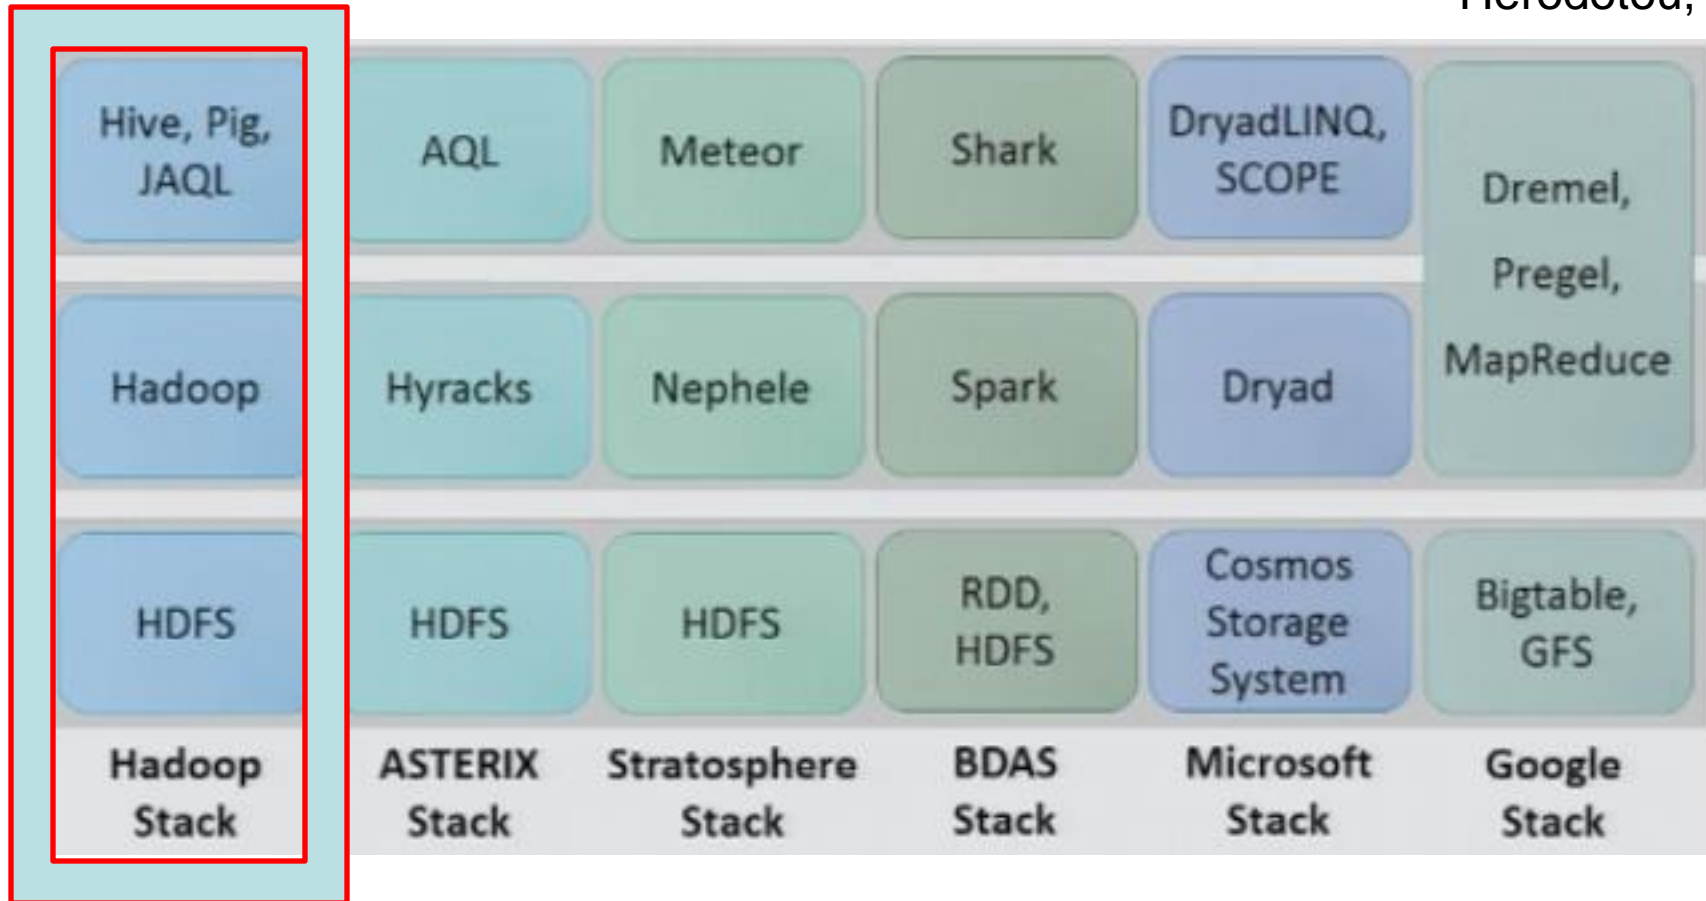 Herodotou,
Hive, Pig,
JAQL
AQL
Meteor
Shark
DryadLINQ,
SCOPE
Dremel,
Pregel,
MapReduce
Hadoop
Hyracks
Nephele
Spark
Dryad
HDFS
HDFS
HDFS
RDD,
HDFS
Cosmos
Storage
System
Bigtable,
GFS
Hadoop
Stack
ASTERIX
Stack
Stratosphere
Stack
BDAS
Stack
Microsoft
Stack
Google
Stack